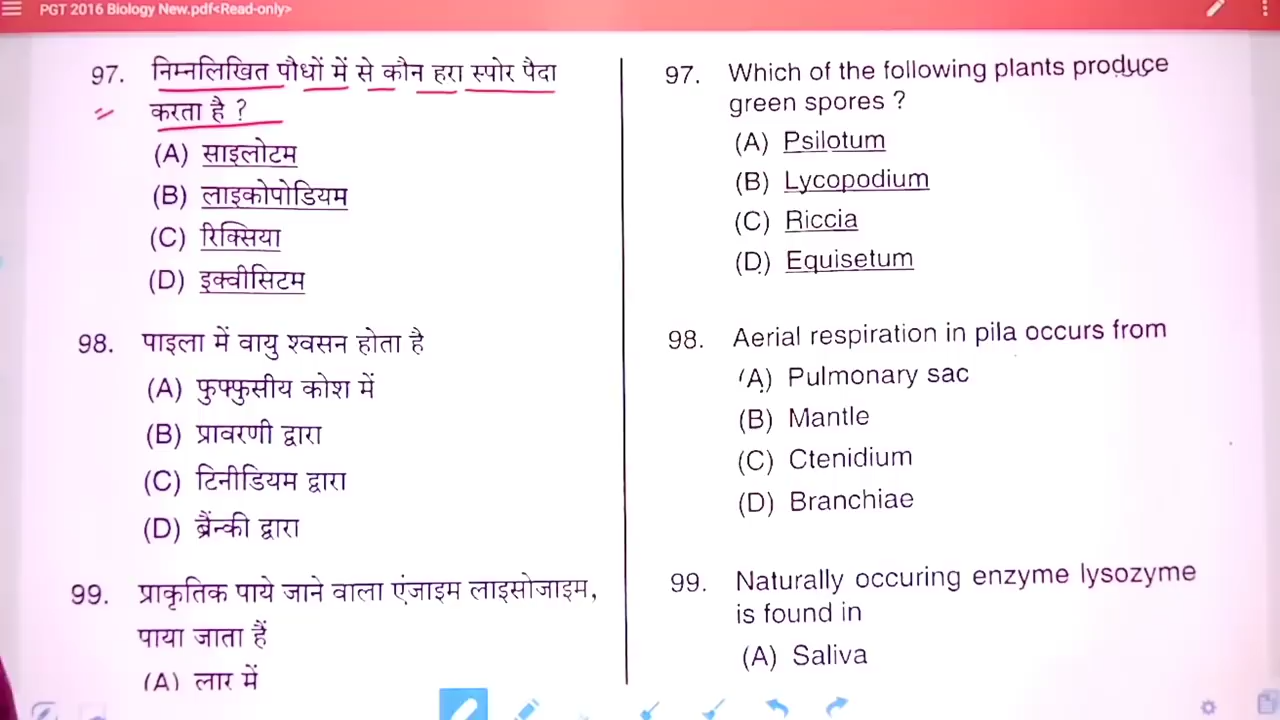 PGT 2016 Biology New.pdf<Read-only>
97. निम्नलिखित पौधों में से कौन हरा स्पोर पैदा
करता है ?
(A) साइलोटम
(B) लाइकोपोडियम
(C) रिक्सिया
(D) इक्वीसिटम
98. पाइला में वायु श्वसन होता है
(A) फुफ्फुसीय कोश में
(B) प्रावरणी द्वारा
(C) टिनीडियम द्वारा
(D) ब्रैंन्की द्वारा
99. प्राकृतिक पाये जाने वाला एंजाइम लाइसोजाइम,
पाया जाता हैं
(A) लार में
97. Which of the following plants produce
green spores ?
(A) Psilotum
(B) Lycopodium
(C) Riccia
(D) Equisetum
98. Aerial respiration in pila occurs from
(A) Pulmonary sac
(B) Mantle
(C) Ctenidium
(D) Branchiae
99. Naturally occuring enzyme lysozyme
is found in
(A) Saliva